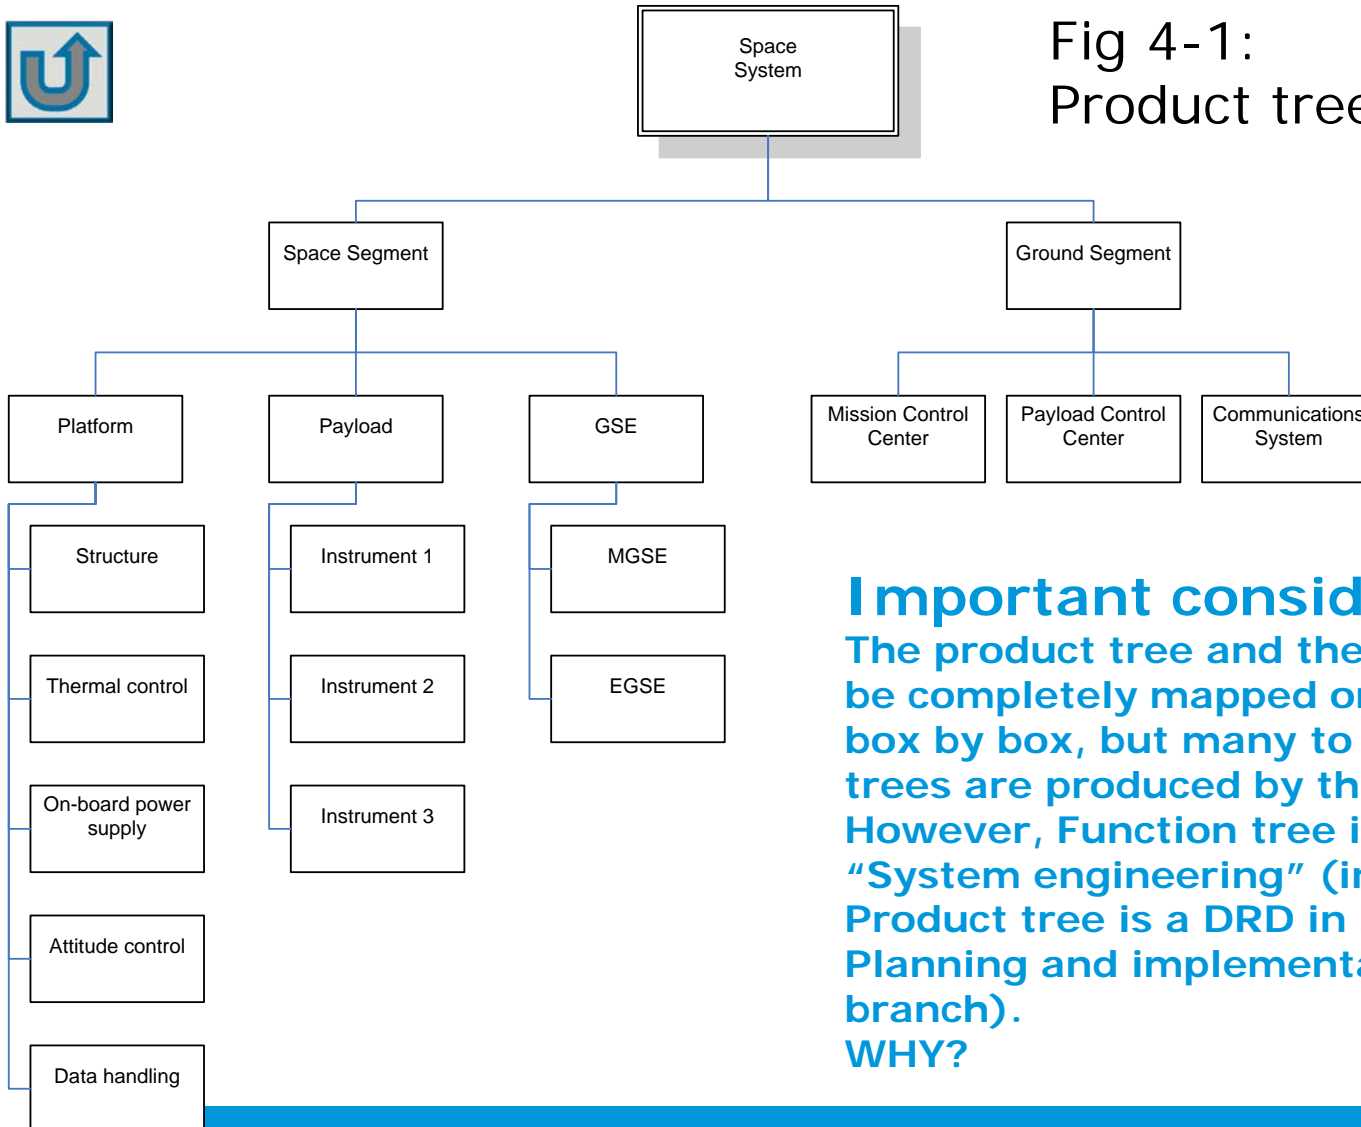 Fig 4-1:
Product tree
Space
System
Space Segment
Ground Segment
Platform
Payload
GSE
Mission Control
Center
Payload Control
Center
Communications
System
Structure
Thermal control
On-board power
supply
Attitude control
Data handling
Instrument 1
Instrument 2
Instrument 3
MGSE
EGSE
Important consid
The product tree and the
be completely mapped
box by box, but many to
trees are produced by
However, Function tree
“System engineering”
Product tree is a DRD in
Planning and
branch).
WHY?